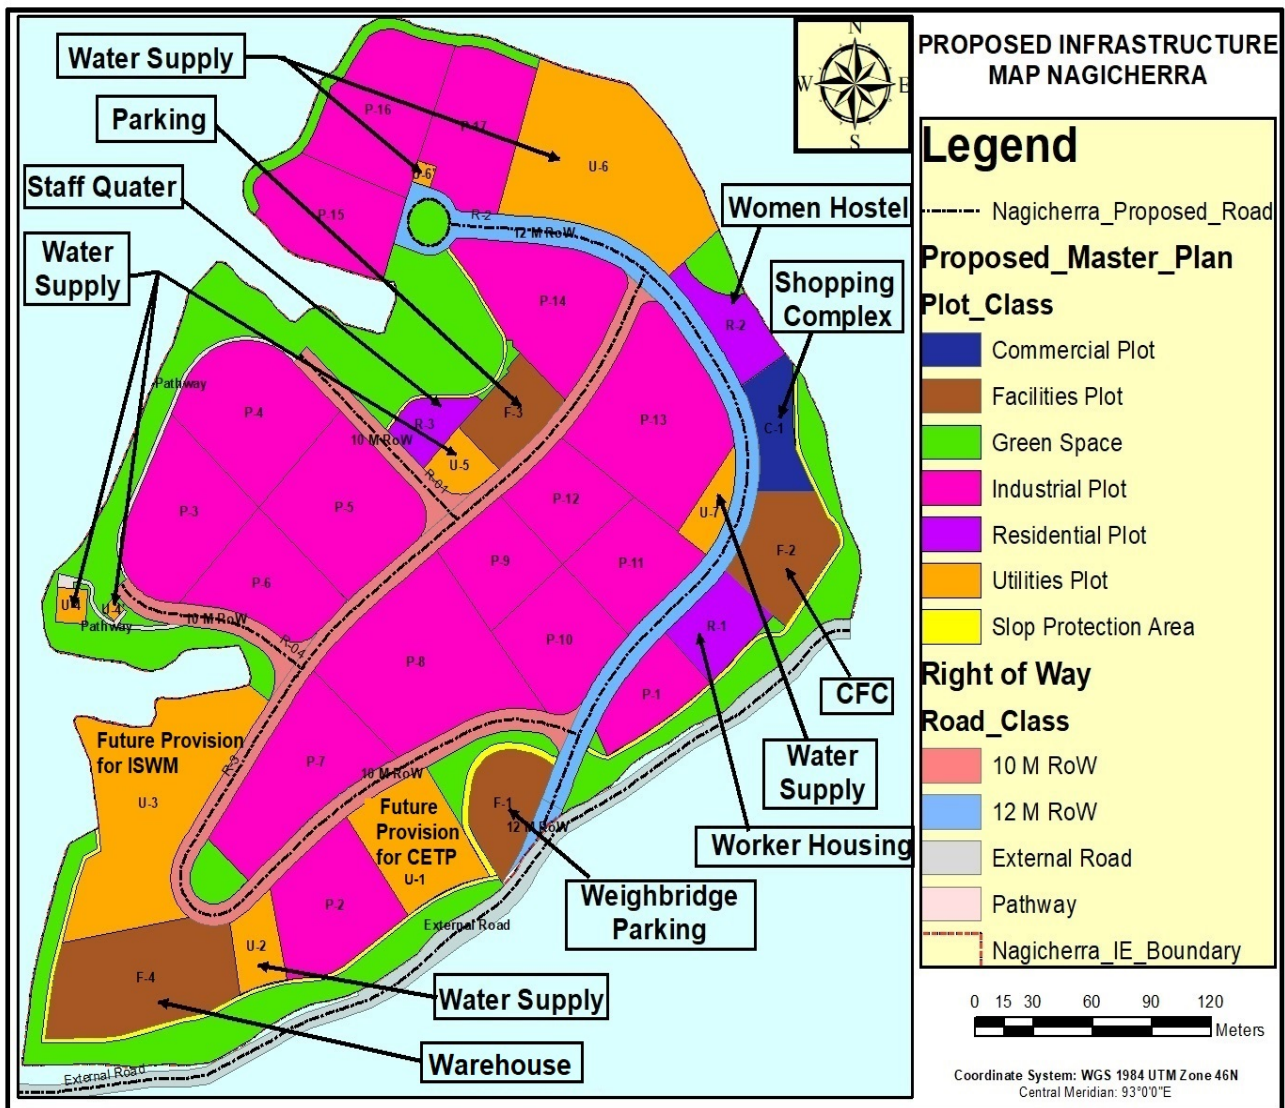 PROPOSED INFRASTRUCTURE
MAP NAGICHERRA
N
W
E
S
Legend
Nagicherra_Proposed_Road
Proposed_Master_Plan
Plot_Class
Commercial Plot
Facilities Plot
Green Space
Industrial Plot
Residential Plot
Utilities Plot
Slop Protection Area
Right of Way
Road_Class
10 M RoW
12 M RoW
External Road
Pathway
Nagicherra_IE_Boundary
0 15 30 60 90 120
Meters
Coordinate System: WGS 1984 UTM Zone 46N
Central Meridian: 93°0'0"E
Water Supply
Parking
Staff Quater
Water
Supply
Women Hostel
Shopping
Complex
CFC
Water
Supply
Worker Housing
Weighbridge
Parking
Water Supply
Warehouse
P-16
P-17
U-6
U-6'
P-15
R-2
12 M RoW
P-14
R-2
Pathway
P-4
R-3
F-3
P-13
C-1
10 M RoW
U-5
R-01
P-3
P-5
P-12
U-7
F-2
P-9
P-11
P-6
U-4
U-4'
Pathway
10 M RoW
R-04
P-10
R-1
P-8
P-1
Future Provision
for ISWM
U-3
R-3
P-7
10 M RoW
Future
Provision
for CETP
U-1
F-1
12 M RoW
P-2
External Road
U-2
F-4
External Road